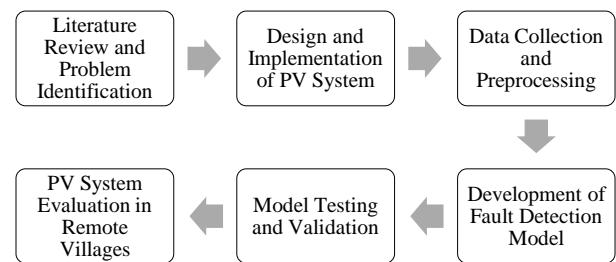 Literature
Review and
Problem
Identification
Design and
Implementation
of PV System
Data Collection
and
Preprocessing
Development of
Fault Detection
Model
Model Testing
and Validation
PV System
Evaluation in
Remote
Villages